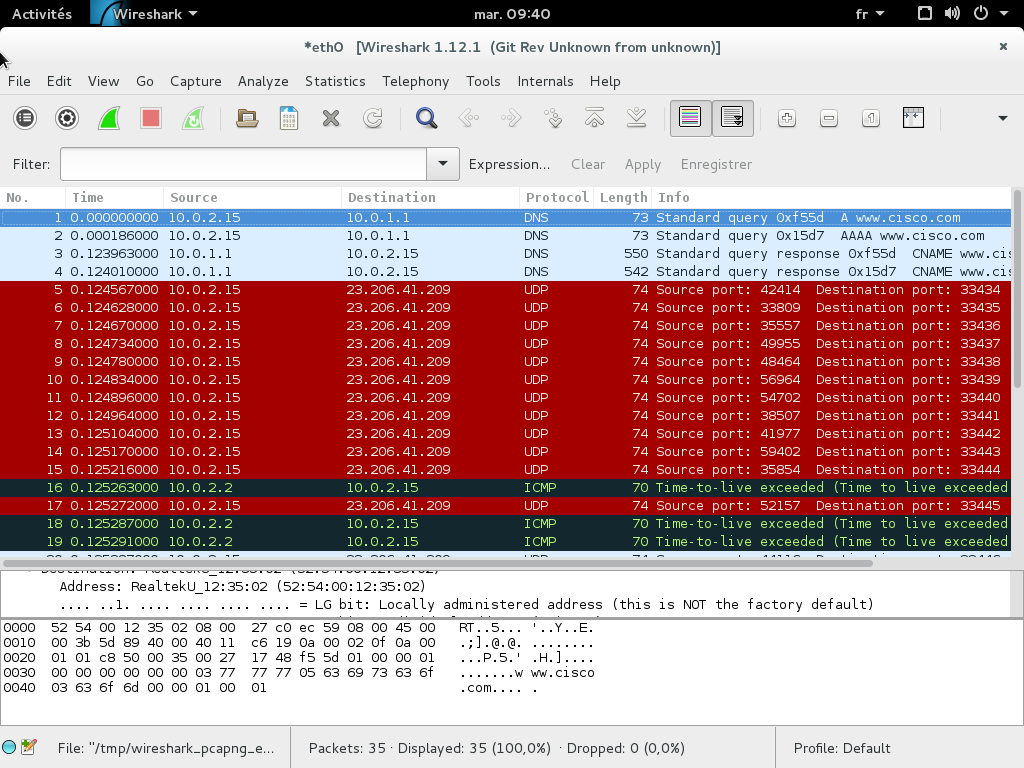 Activités Wireshark mar. 09:40 fr
*eth0 [Wireshark 1.12.1 (Git Rev Unknown from unknown)]
File Edit View Go Capture Analyze Statistics Telephony Tools Internals Help
Filter: Expression... Clear Apply Enregistrer
No. Time Source Destination Protocol Length Info
1 0.000000000 10.0.2.15 10.0.1.1 DNS 73 Standard query 0xf55d A www.cisco.com
2 0.000186000 10.0.2.15 10.0.1.1 DNS 73 Standard query 0x15d7 AAAA www.cisco.com
3 0.123963000 10.0.1.1 10.0.2.15 DNS 550 Standard query response 0xf55d CNAME www.cis
4 0.124010000 10.0.1.1 10.0.2.15 DNS 542 Standard query response 0x15d7 CNAME www.cis
5 0.124567000 10.0.2.15 23.206.41.209 UDP 74 Source port: 42414 Destination port: 33434
6 0.124628000 10.0.2.15 23.206.41.209 UDP 74 Source port: 33809 Destination port: 33435
7 0.124670000 10.0.2.15 23.206.41.209 UDP 74 Source port: 35557 Destination port: 33436
8 0.124734000 10.0.2.15 23.206.41.209 UDP 74 Source port: 49955 Destination port: 33437
9 0.124780000 10.0.2.15 23.206.41.209 UDP 74 Source port: 48464 Destination port: 33438
10 0.124834000 10.0.2.15 23.206.41.209 UDP 74 Source port: 56964 Destination port: 33439
11 0.124896000 10.0.2.15 23.206.41.209 UDP 74 Source port: 54702 Destination port: 33440
12 0.124964000 10.0.2.15 23.206.41.209 UDP 74 Source port: 38507 Destination port: 33441
13 0.125104000 10.0.2.15 23.206.41.209 UDP 74 Source port: 41977 Destination port: 33442
14 0.125170000 10.0.2.15 23.206.41.209 UDP 74 Source port: 59402 Destination port: 33443
15 0.125216000 10.0.2.15 23.206.41.209 UDP 74 Source port: 35854 Destination port: 33444
16 0.125263000 10.0.2.2 10.0.2.15 ICMP 70 Time-to-live exceeded (Time to live exceeded
17 0.125272000 10.0.2.15 23.206.41.209 UDP 74 Source port: 52157 Destination port: 33445
18 0.125287000 10.0.2.2 10.0.2.15 ICMP 70 Time-to-live exceeded (Time to live exceeded
19 0.125291000 10.0.2.2 10.0.2.15 ICMP 70 Time-to-live exceeded (Time to live exceeded
Destination: RealtekU_12:35:02 (52:54:00:12:35:02)
Address: RealtekU_12:35:02 (52:54:00:12:35:02)
.... ..1. .... .... .... .... = LG bit: Locally administered address (this is NOT the factory default)
0000 52 54 00 12 35 02 08 00 27 c0 ec 59 08 00 45 00 RT..5... '..Y..E.
0010 00 3b 5d 89 40 00 40 11 c6 19 0a 00 02 0f 0a 00 .;].@.@. ........
0020 01 01 c8 50 00 35 00 27 17 48 f5 5d 01 00 00 01 ...P.5.' .H.]....
0030 00 00 00 00 00 00 03 77 77 77 05 63 69 73 63 6f .......w ww.cisco
0040 03 63 6f 6d 00 00 01 00 01 .com.... .
File: "/tmp/wireshark_pcapng_e... Packets: 35 · Displayed: 35 (100,0%) · Dropped: 0 (0,0%) Profile: Default